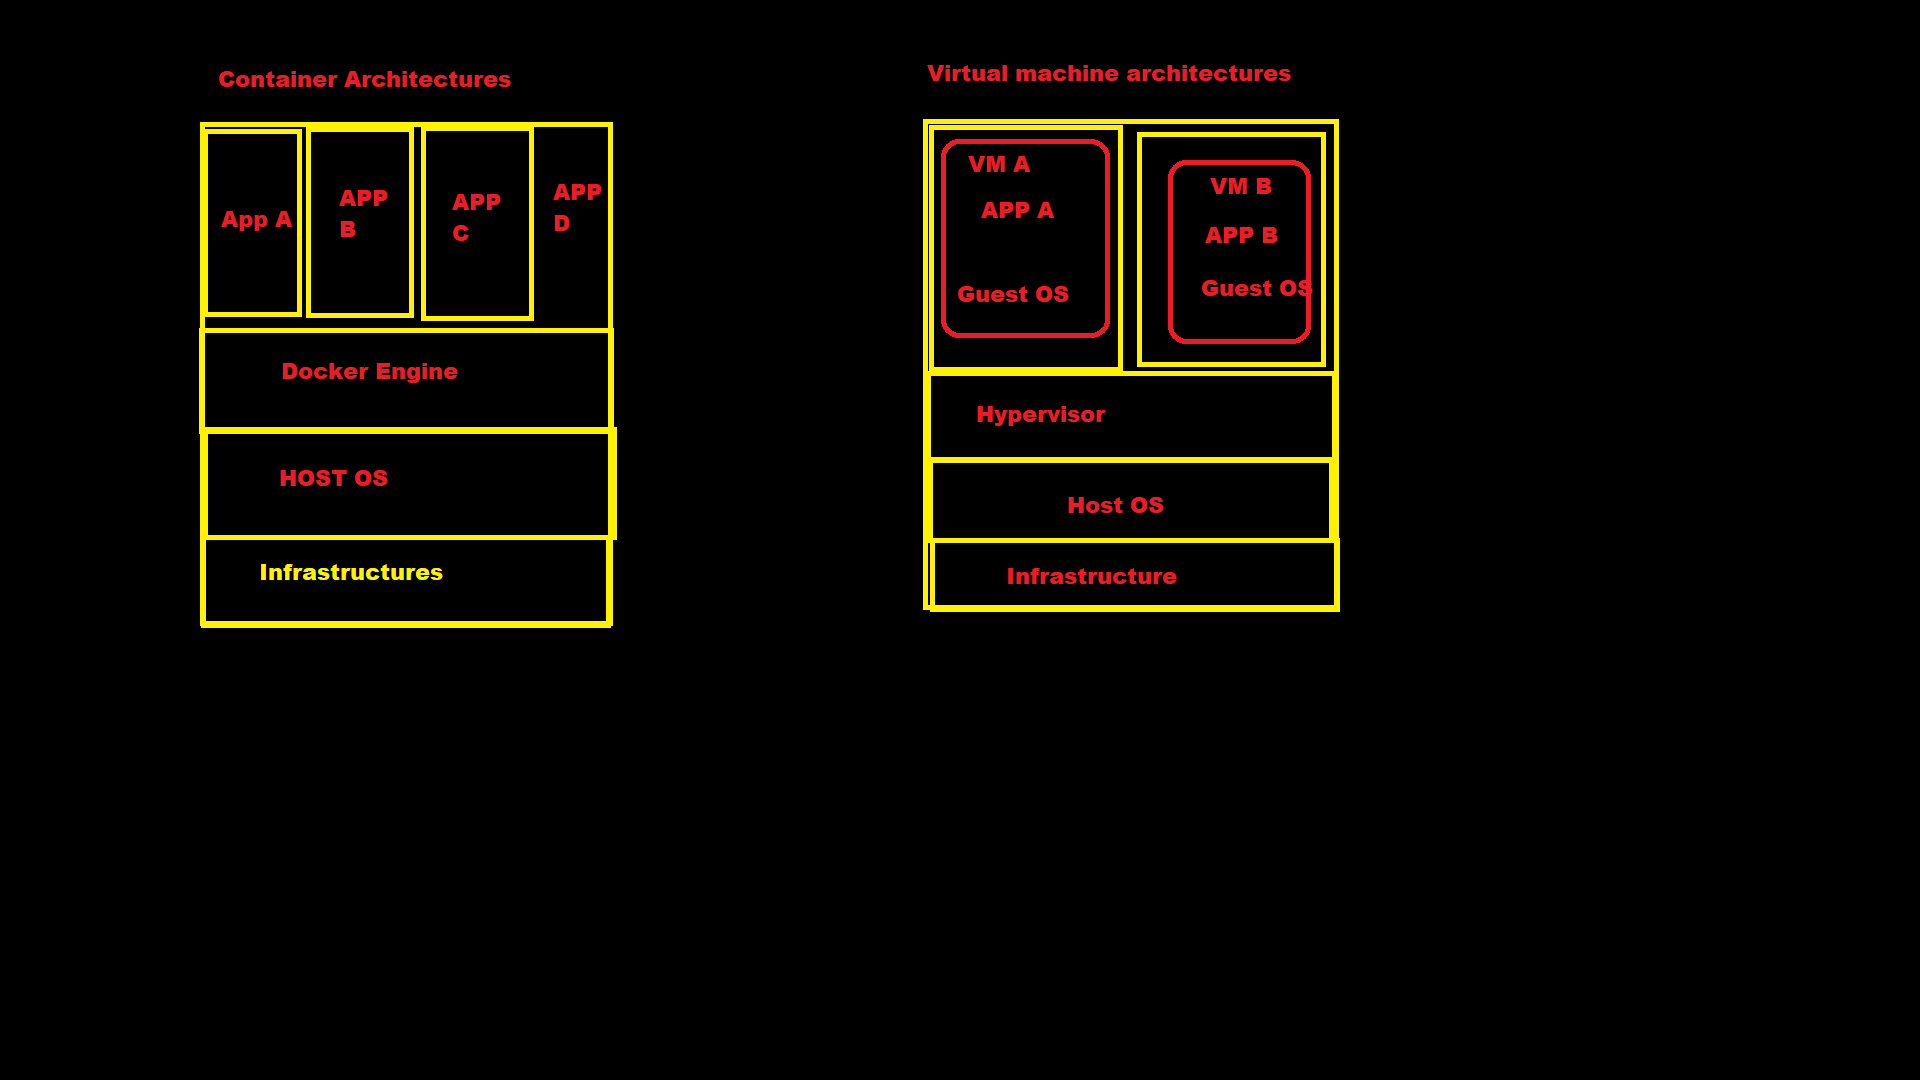 Container Architectures
App A
APP
B
APP
C
APP
D
Docker Engine
HOST OS
Infrastructures
Virtual machine architectures
VM A
APP A
Guest OS
VM B
APP B
Guest OS
Hypervisor
Host OS
Infrastructure